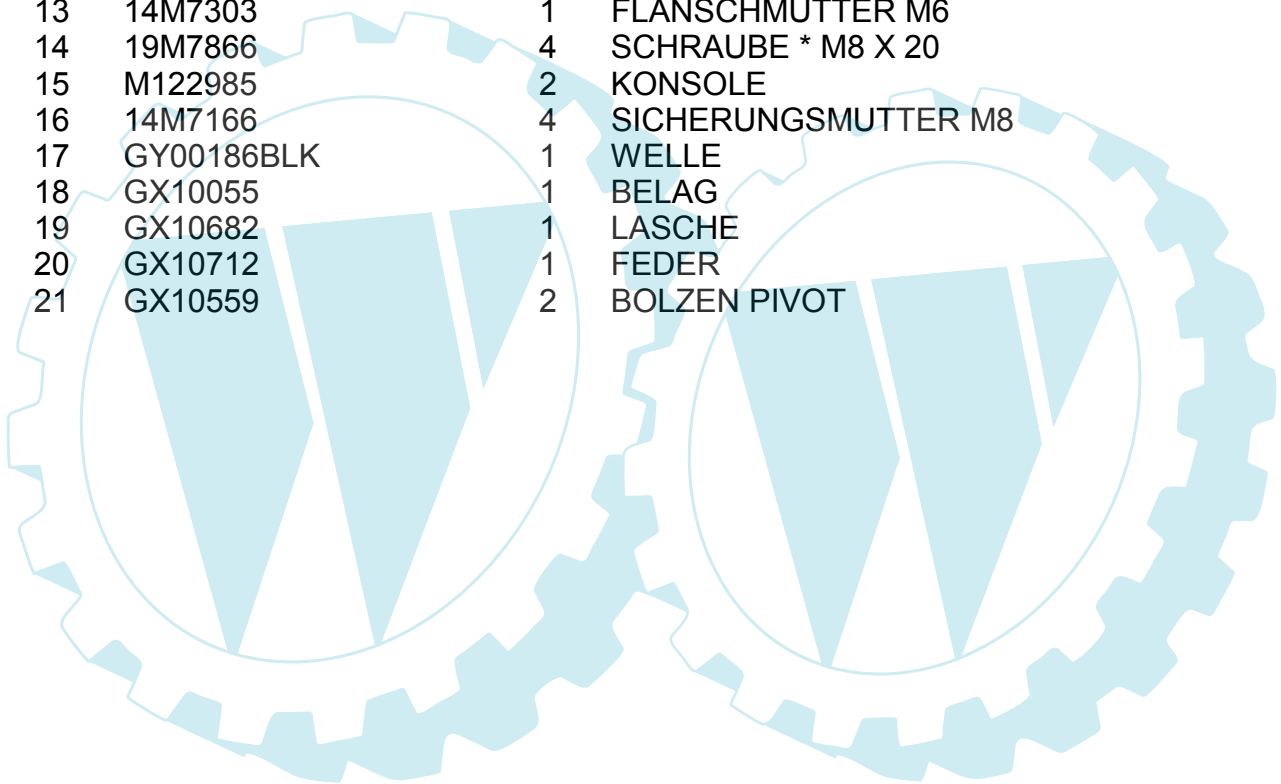 13 14M7303 1 FLANSCHMUTTER M6
14 19M7866 4 SCHRAUBE * M8 X 20
15 M122985 2 KONSOLE
16 14M7166 4 SICHERUNGSMUTTER M8
17 GY00186BLK 1 WELLE
18 GX10055 1 BELAG
19 GX10682 1 LASCHE
20 GX10712 1 FEDER
21 GX10559 2 BOLZEN PIVOT